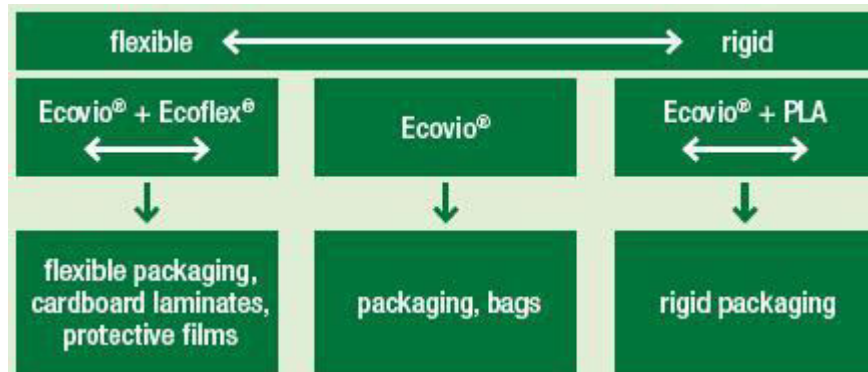 flexible rigid
Ecovio® + Ecoflex®
Ecovio®
Ecovio® + PLA
flexible packaging,
cardboard laminates,
protective films
packaging, bags
rigid packaging